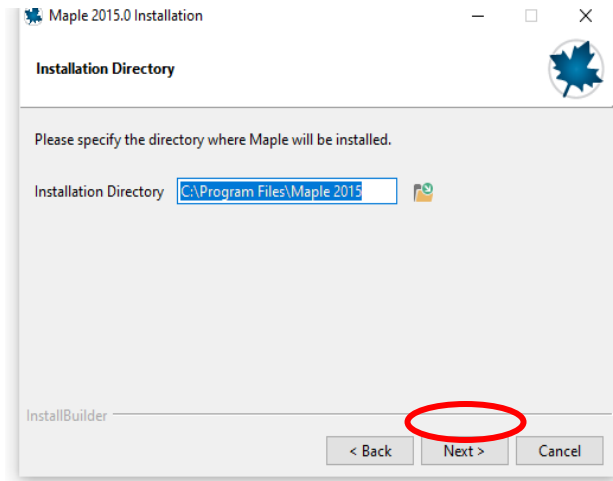 Maple 2015.0 Installation
Installation Directory
Please specify the directory where Maple will be installed.
Installation Directory C:\Program Files\Maple 2015
InstallBuilder
< Back Next > Cancel